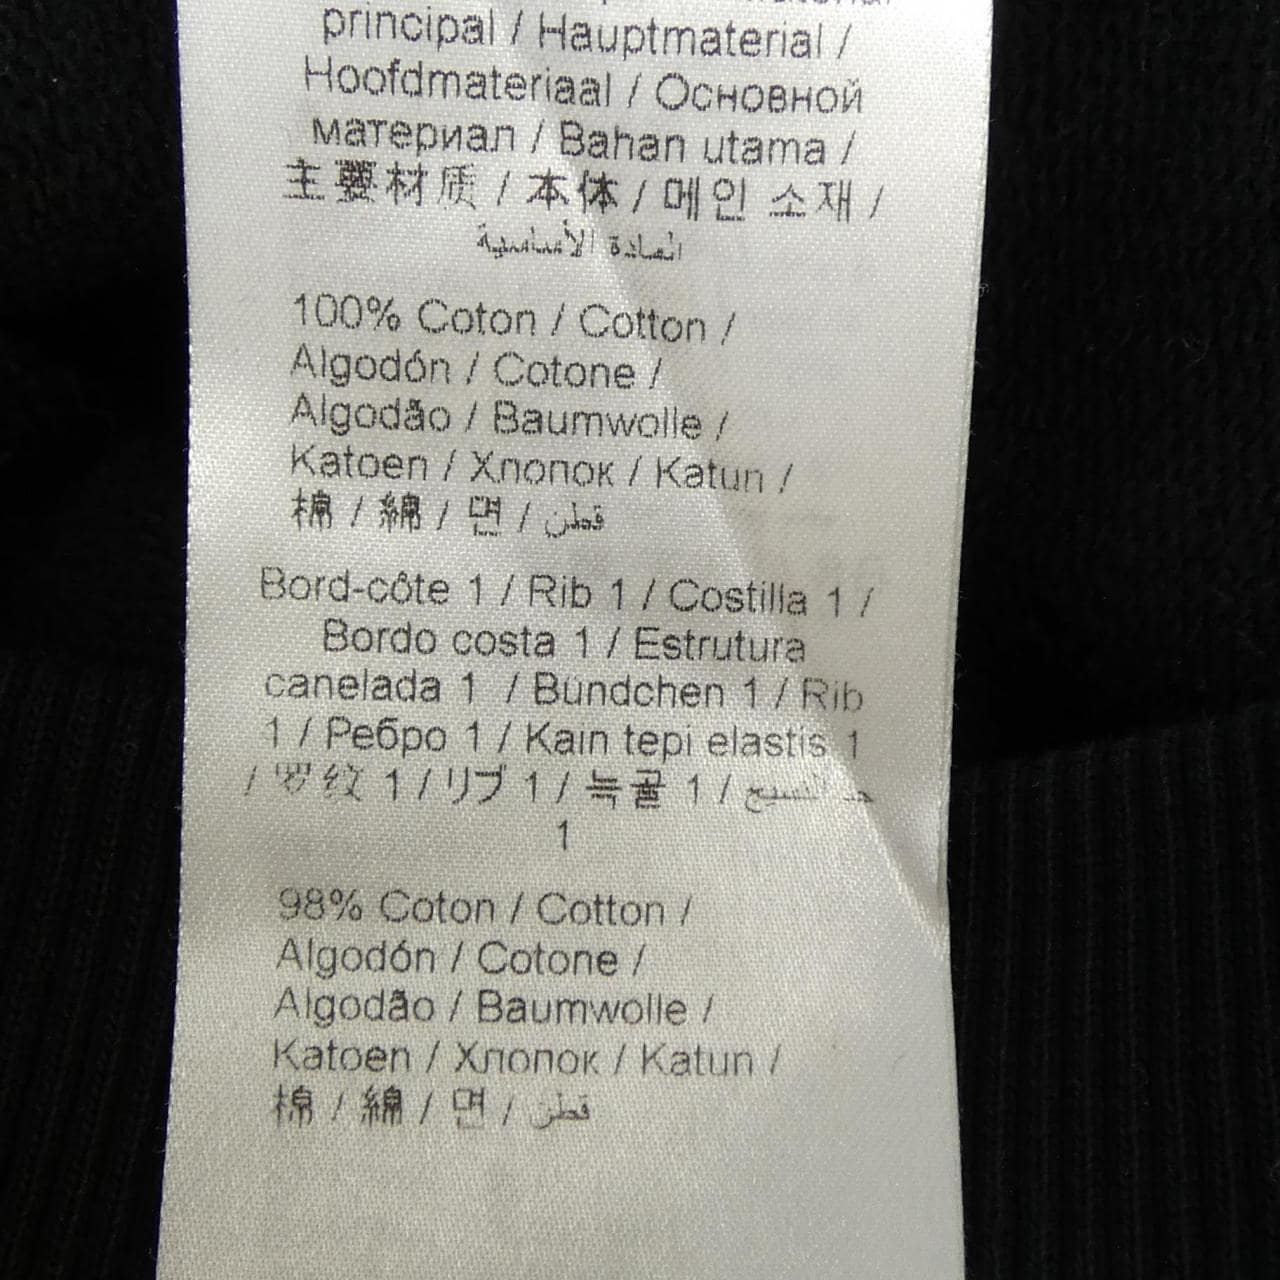 principal / Hauptmaterial /
Hoofdmateriaal / Основной
материал / Bahan utama /
主要材质 / 本体 / 메인 소재 /
المادة الأساسية
100% Coton / Cotton /
Algodón / Cotone /
Algodão / Baumwolle /
Katoen / Хлопок / Katun /
棉 / 綿 / 면 / قطن
Bord-côte 1 / Rib 1 / Costilla 1 /
Bordo costa 1 / Estrutura
canelada 1 / Bündchen 1 / Rib
1 / Ребро 1 / Kain tepi elastis 1
/ 罗纹 1 / リブ 1 / 늑골 1 /
1
98% Coton / Cotton /
Algodón / Cotone /
Algodão / Baumwolle /
Katoen / Хлопок / Katun /
棉 / 綿 / 면 / قطن